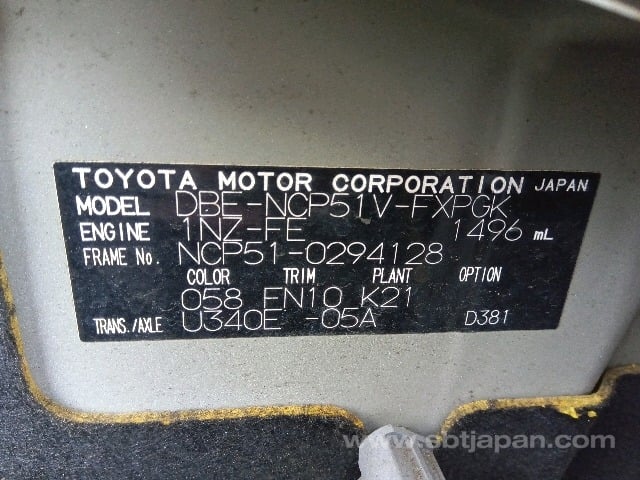 TOYOTA MOTOR CORPORATION JAPAN
MODEL DBE-NCP51V-FXPGK
ENGINE 1NZ-FE 1496 mL
FRAME No. NCP51-0294128
COLOR TRIM PLANT OPTION
058 FN10 K21
TRANS./AXLE U340E -05A D381
www.sbtjapan.com